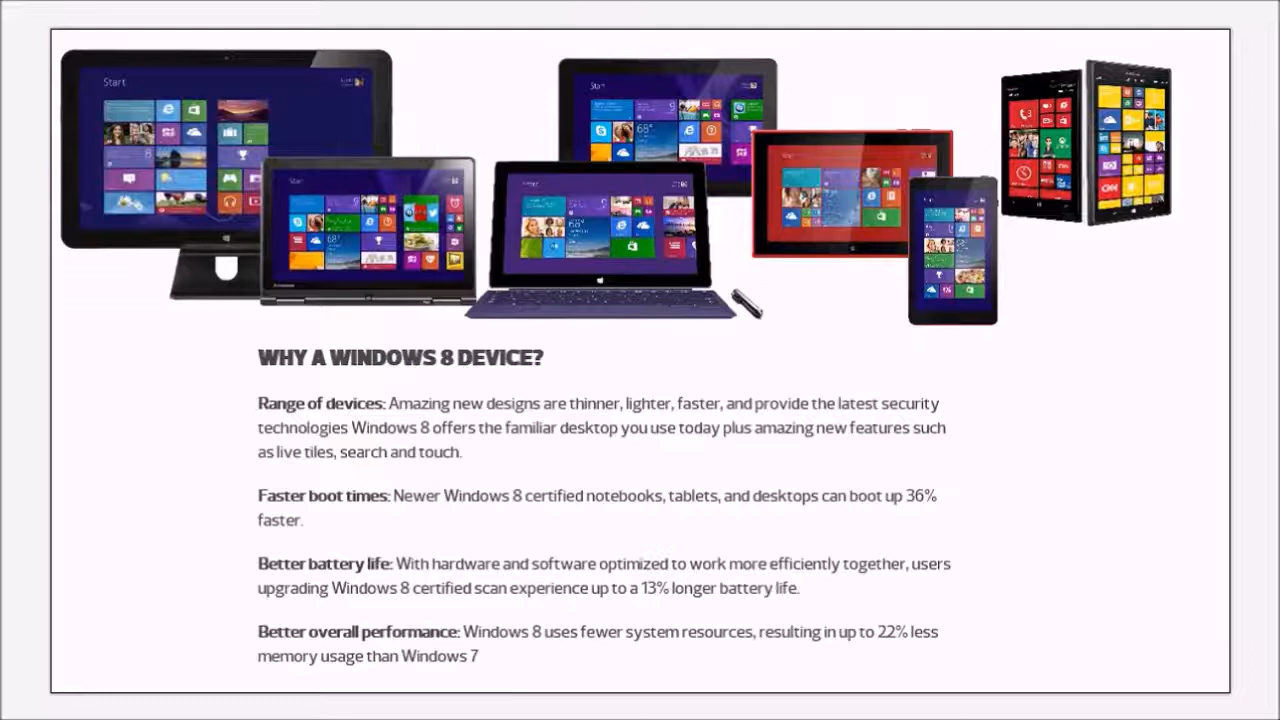 Start
Start
Start
68°
WHY A WINDOWS 8 DEVICE?
Range of devices: Amazing new designs are thinner, lighter, faster, and provide the latest security
technologies Windows 8 offers the familiar desktop you use today plus amazing new features such
as live tiles, search and touch.
Faster boot times: Newer Windows 8 certified notebooks, tablets, and desktops can boot up 36%
faster.
Better battery life: With hardware and software optimized to work more efficiently together, users
upgrading Windows 8 certified scan experience up to a 13% longer battery life.
Better overall performance: Windows 8 uses fewer system resources, resulting in up to 22% less
memory usage than Windows 7